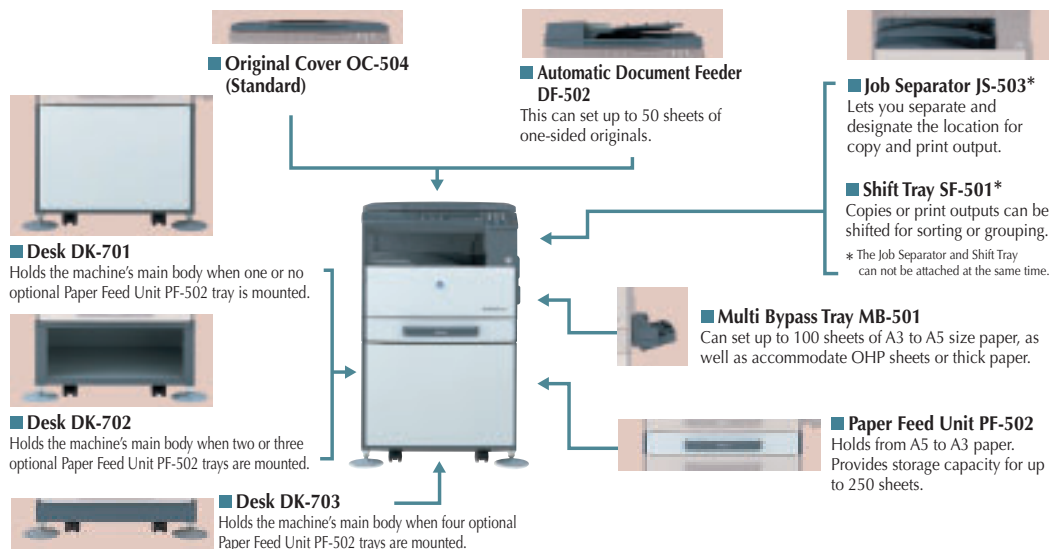 ■ Original Cover OC-504
(Standard)
■ Automatic Document Feeder
DF-502
This can set up to 50 sheets of
one-sided originals.
■ Job Separator JS-503*
Lets you separate and
designate the location for
copy and print output.
■ Shift Tray SF-501*
Copies or print outputs can be
shifted for sorting or grouping.
* The Job Separator and Shift Tray
can not be attached at the same time.
■ Desk DK-701
Holds the machine's main body when one or no
optional Paper Feed Unit PF-502 tray is mounted.
■ Multi Bypass Tray MB-501
Can set up to 100 sheets of A3 to A5 size paper, as
well as accommodate OHP sheets or thick paper.
■ Desk DK-702
Holds the machine's main body when two or three
optional Paper Feed Unit PF-502 trays are mounted.
■ Paper Feed Unit PF-502
Holds from A5 to A3 paper.
Provides storage capacity for up
to 250 sheets.
■ Desk DK-703
Holds the machine's main body when four optional
Paper Feed Unit PF-502 trays are mounted.